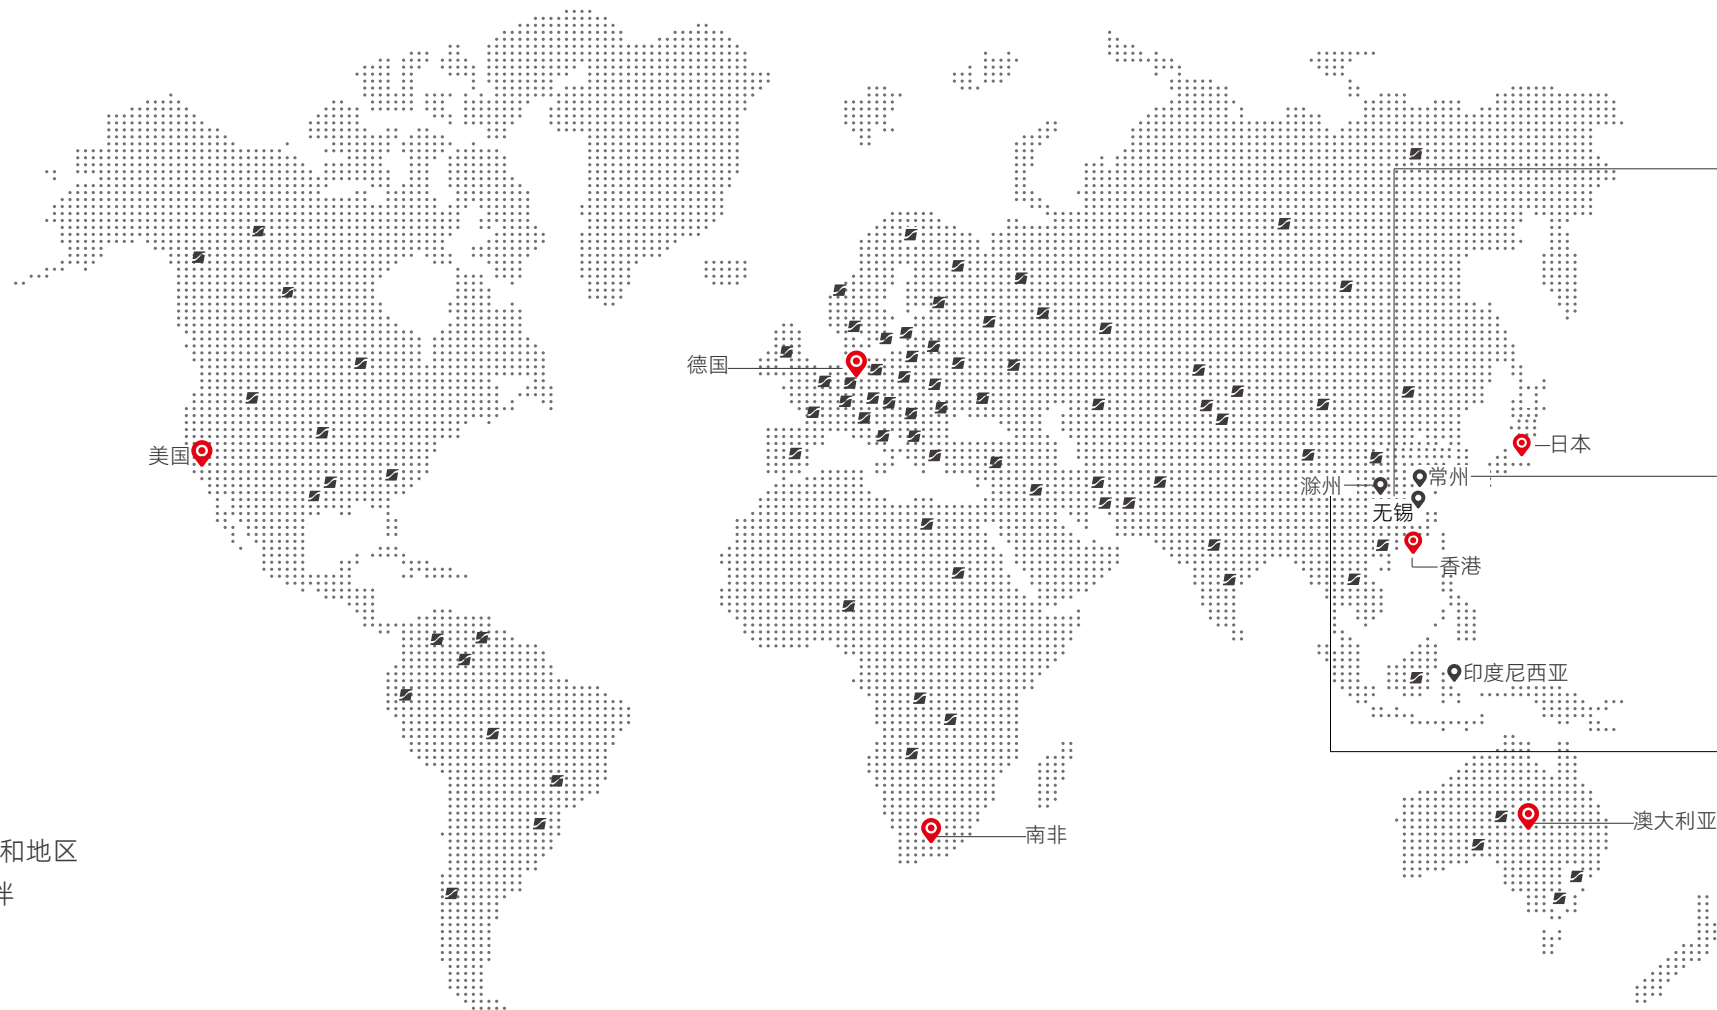 德国
美国
日本
常州
滁州
无锡
香港
印度尼西亚
澳大利亚
南非
和地区
伴